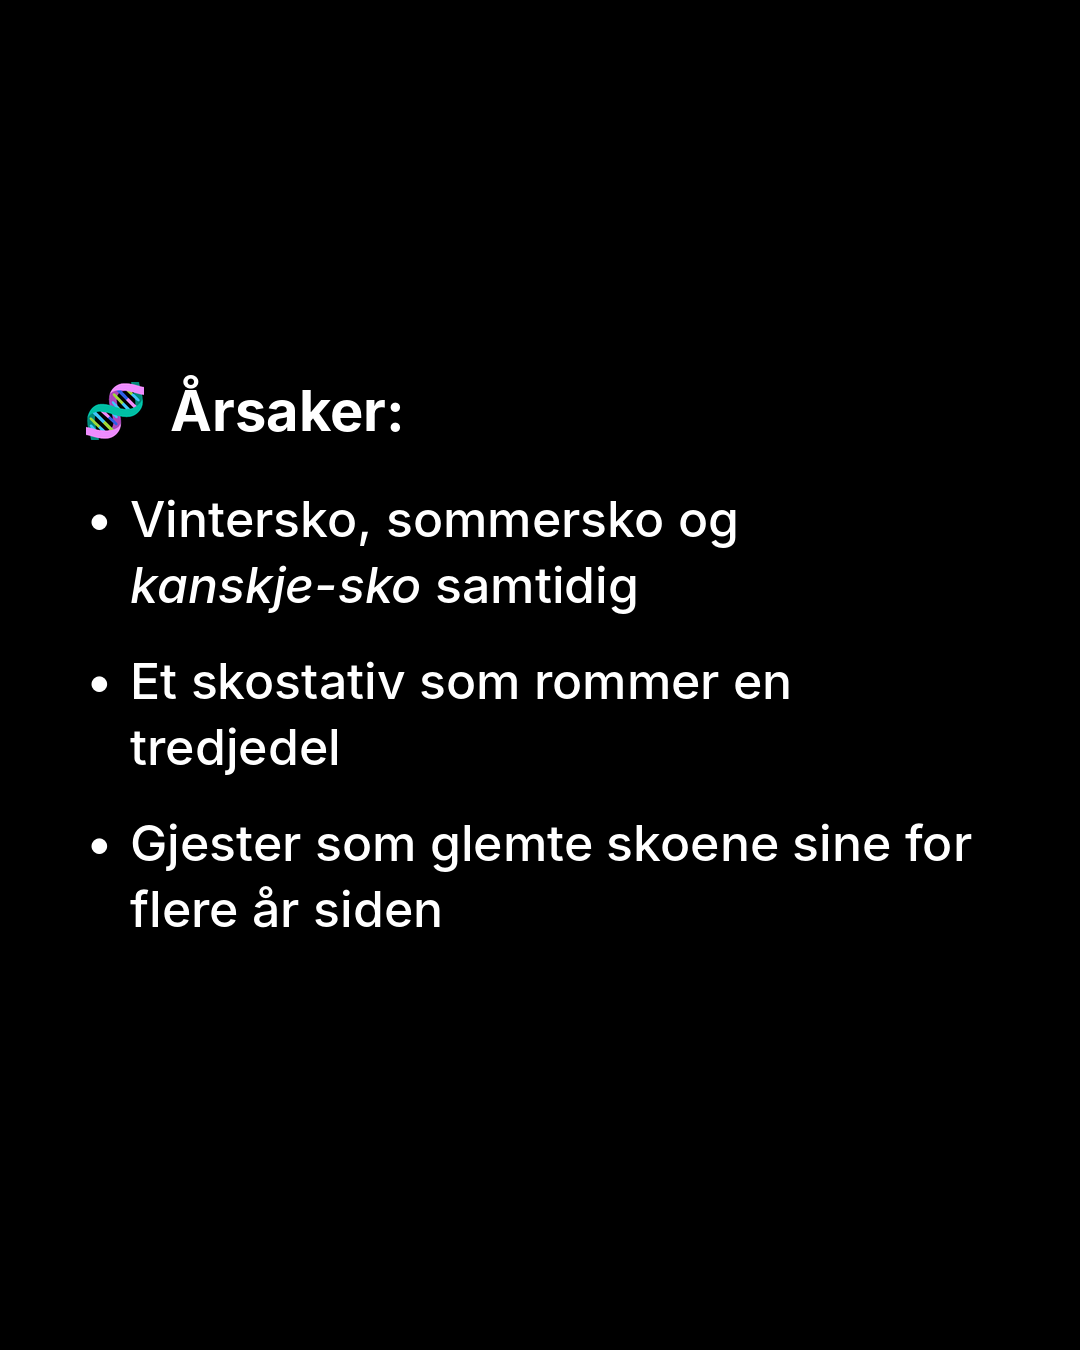 🧬 Årsaker:
• Vintersko, sommersko og
kanskje-sko samtidig
• Et skostativ som rommer en
tredjedel
• Gjester som glemte skoene sine for
flere år siden